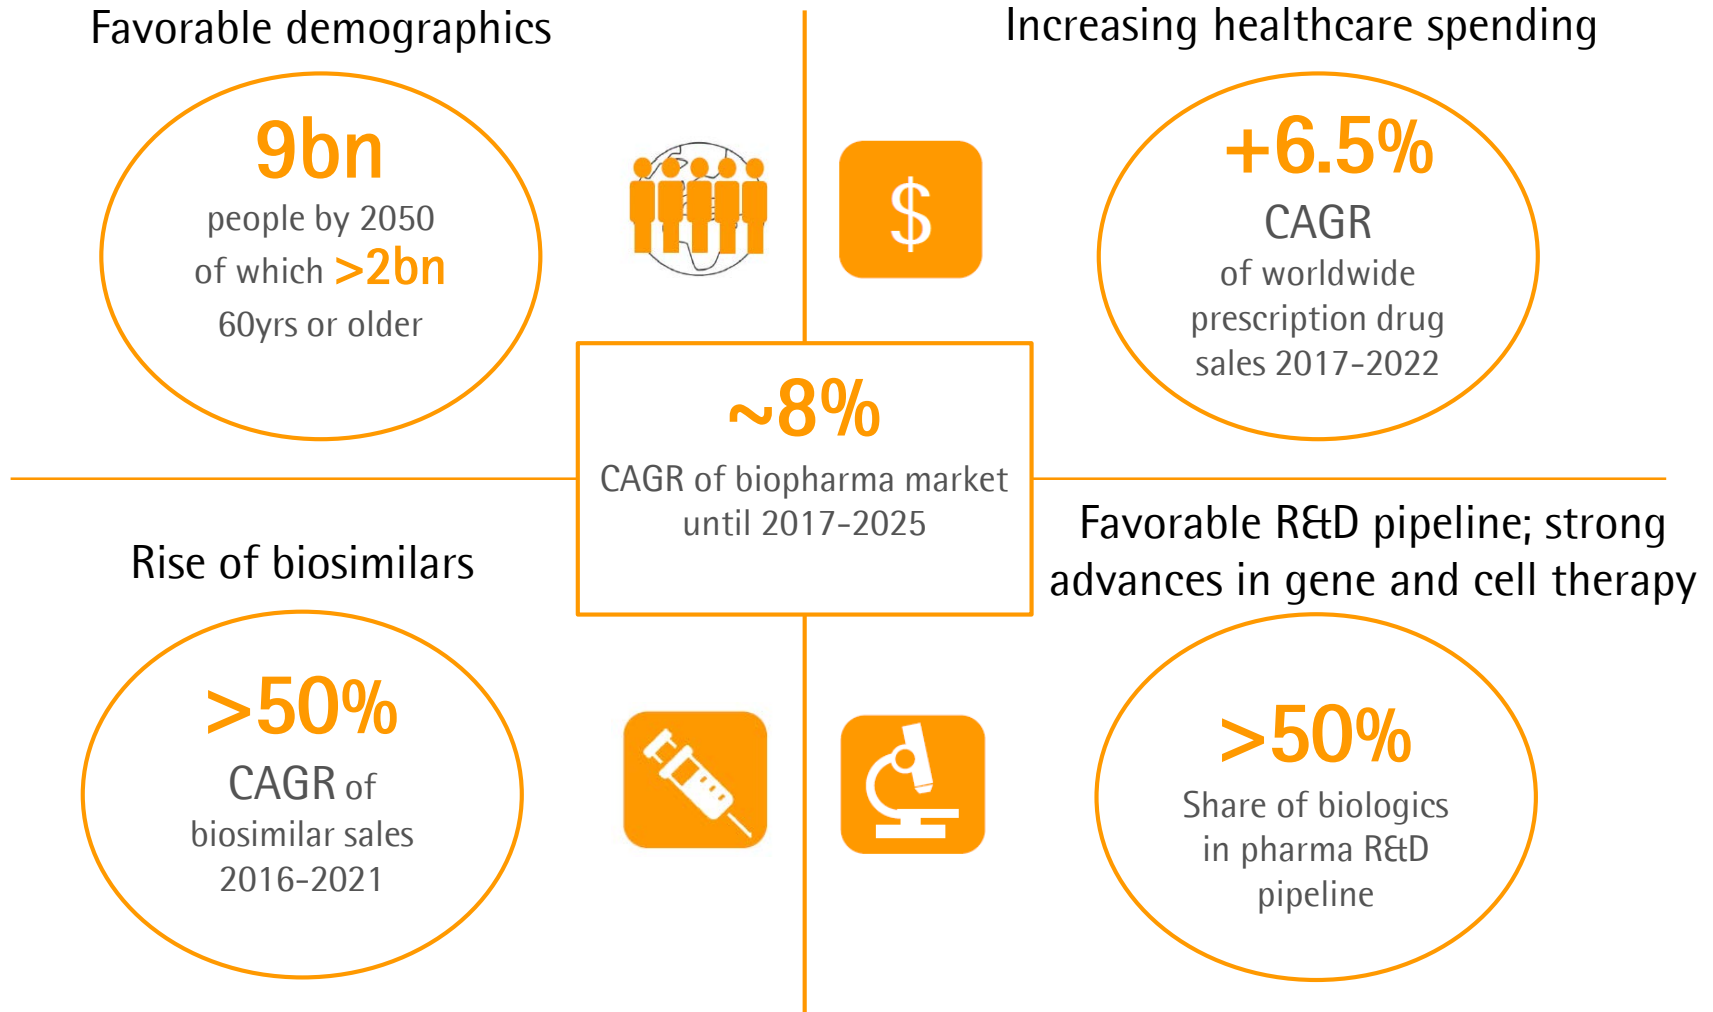 Favorable demographics
9bn
people by 2050
of which >2bn
60yrs or older
Increasing healthcare spending
$
+6.5%
CAGR
of worldwide
prescription drug
sales 2017-2022
~8%
CAGR of biopharma market
until 2017-2025
Rise of biosimilars
>50%
CAGR of
biosimilar sales
2016-2021
Favorable R&D pipeline; strong
advances in gene and cell therapy
>50%
Share of biologics
in pharma R&D
pipeline